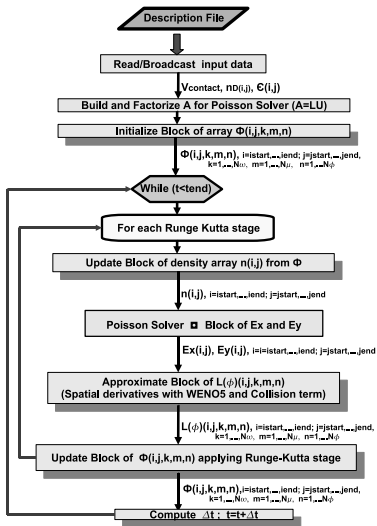 Description File
Read/Broadcast input data
Vcontact, nD(i,j), Є(i,j)
Build and Factorize A for Poisson Solver (A=LU)
Initialize Block of array Φ(i,j,k,m,n)
Φ(i,j,k,m,n), i=istart,...,iend; j=jstart,...,jend,
k=1,...,Nω, m=1,...,Nμ, n=1,...Nϕ
While (t<tend)
For each Runge Kutta stage
Update Block of density array n(i,j) from Φ
n(i,j), i=istart,...,iend; j=jstart,...,jend
Poisson Solver ◘ Block of Ex and Ey
Ex(i,j), Ey(i,j), i=i=istart,...,iend; j=jstart,...,jend
Approximate Block of L(ϕ)(i,j,k,m,n)
(Spatial derivatives with WENO5 and Collision term)
L(ϕ)(i,j,k,m,n), i=istart,...,iend; j=jstart,...,jend,
k=1,...,Nω, m=1,...,Nμ, n=1,...Nϕ
Update Block of Φ(i,j,k,m,n) applying Runge-Kutta stage
Φ(i,j,k,m,n),i=istart,...,iend; j=jstart,...,jend,
k=1,...,Nω, m=1,...,Nμ, n=1,...Nϕ
Compute Δt ; t=t+Δt